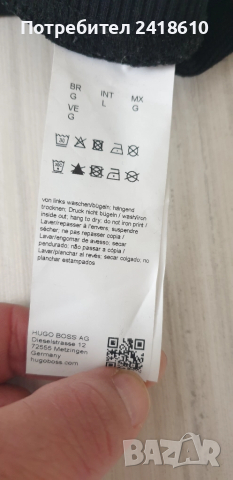 Потребител 2418610
BR INT MX
G L G
VE
G
von links waschen/bügeln; hängend
trocknen; Druck nicht bügeln / wash/iron
inside out; hang to dry; do not iron print /
Laver/repasser à l'envers; suspendre
sécher; ne pas repasser copia /
Lavar/engomar de avesso; secar
pendurado; não passar a cópia /
Lavar/planchar al revés; secar colgado; no
planchar estampados
HUGO BOSS AG
Dieselstrasse 12
72555 Metzingen
Germany
hugoboss.com
bazar